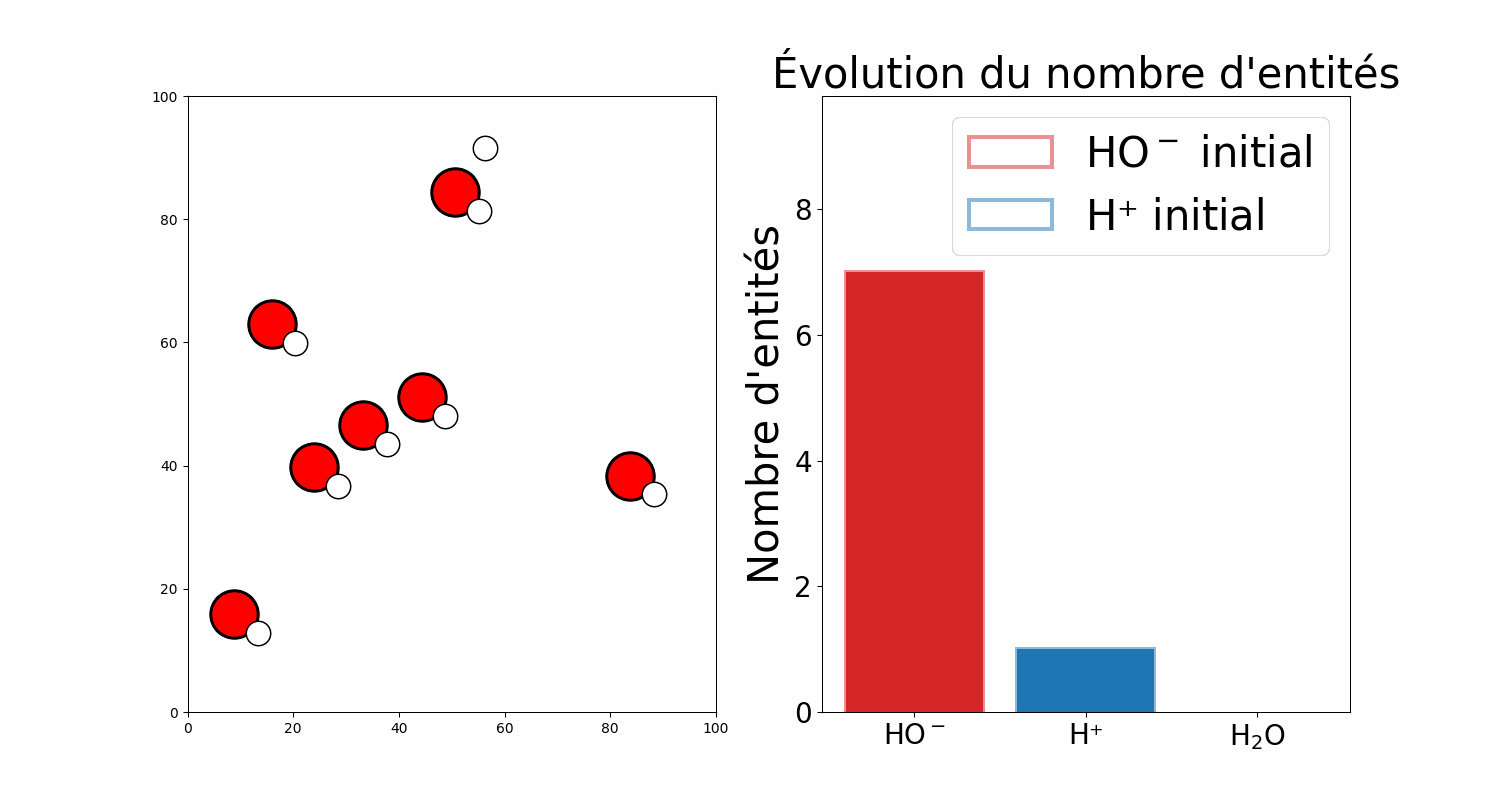 100
80
60
40
20
0
0 20 40 60 80 100
Évolution du nombre d'entités
HO⁻ initial
H⁺ initial
Nombre d'entités
8
6
4
2
0
HO⁻ H⁺ H₂O